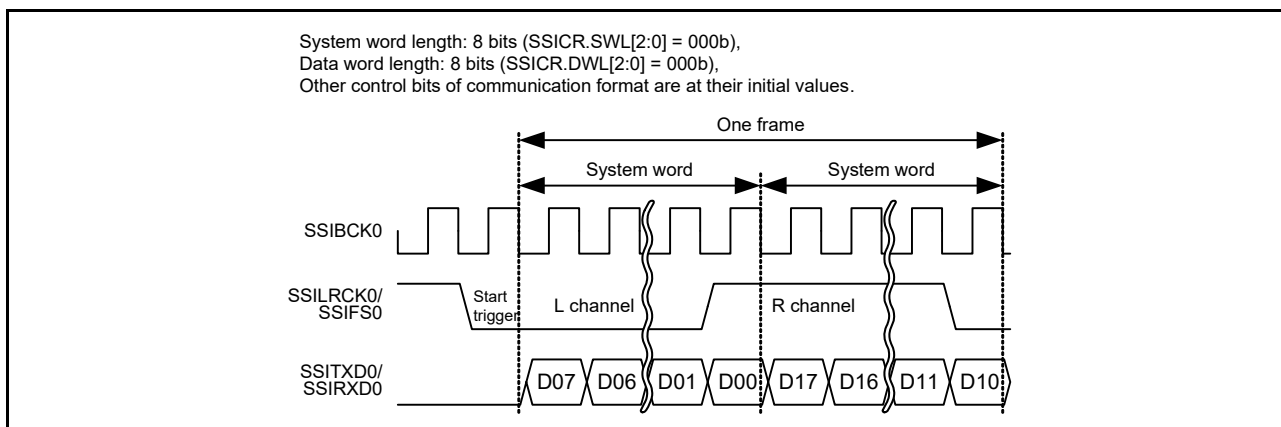 System word length: 8 bits (SSICR.SWL[2:0] = 000b),
Data word length: 8 bits (SSICR.DWL[2:0] = 000b),
Other control bits of communication format are at their initial values.
One frame
System word
System word
SSIBCK0
SSILRCK0/
SSIFS0
Start
trigger
L channel
R channel
SSITXD0/
SSIRXD0
D07
D06
D01
D00
D17
D16
D11
D10